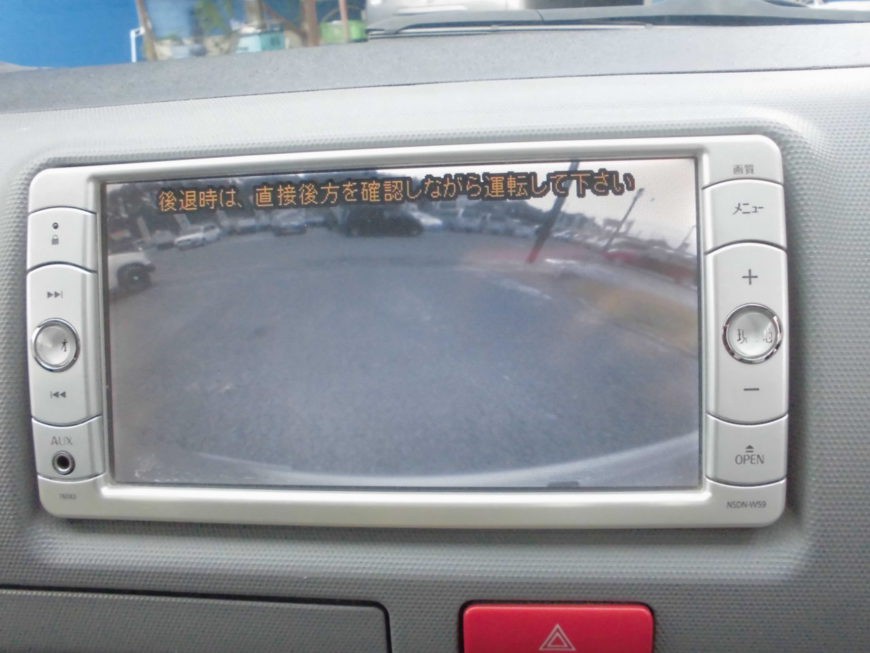 後退時は、直接後方を確認しながら運転して下さい
画質
メニュー
AUX
OPEN
NSDN-W59